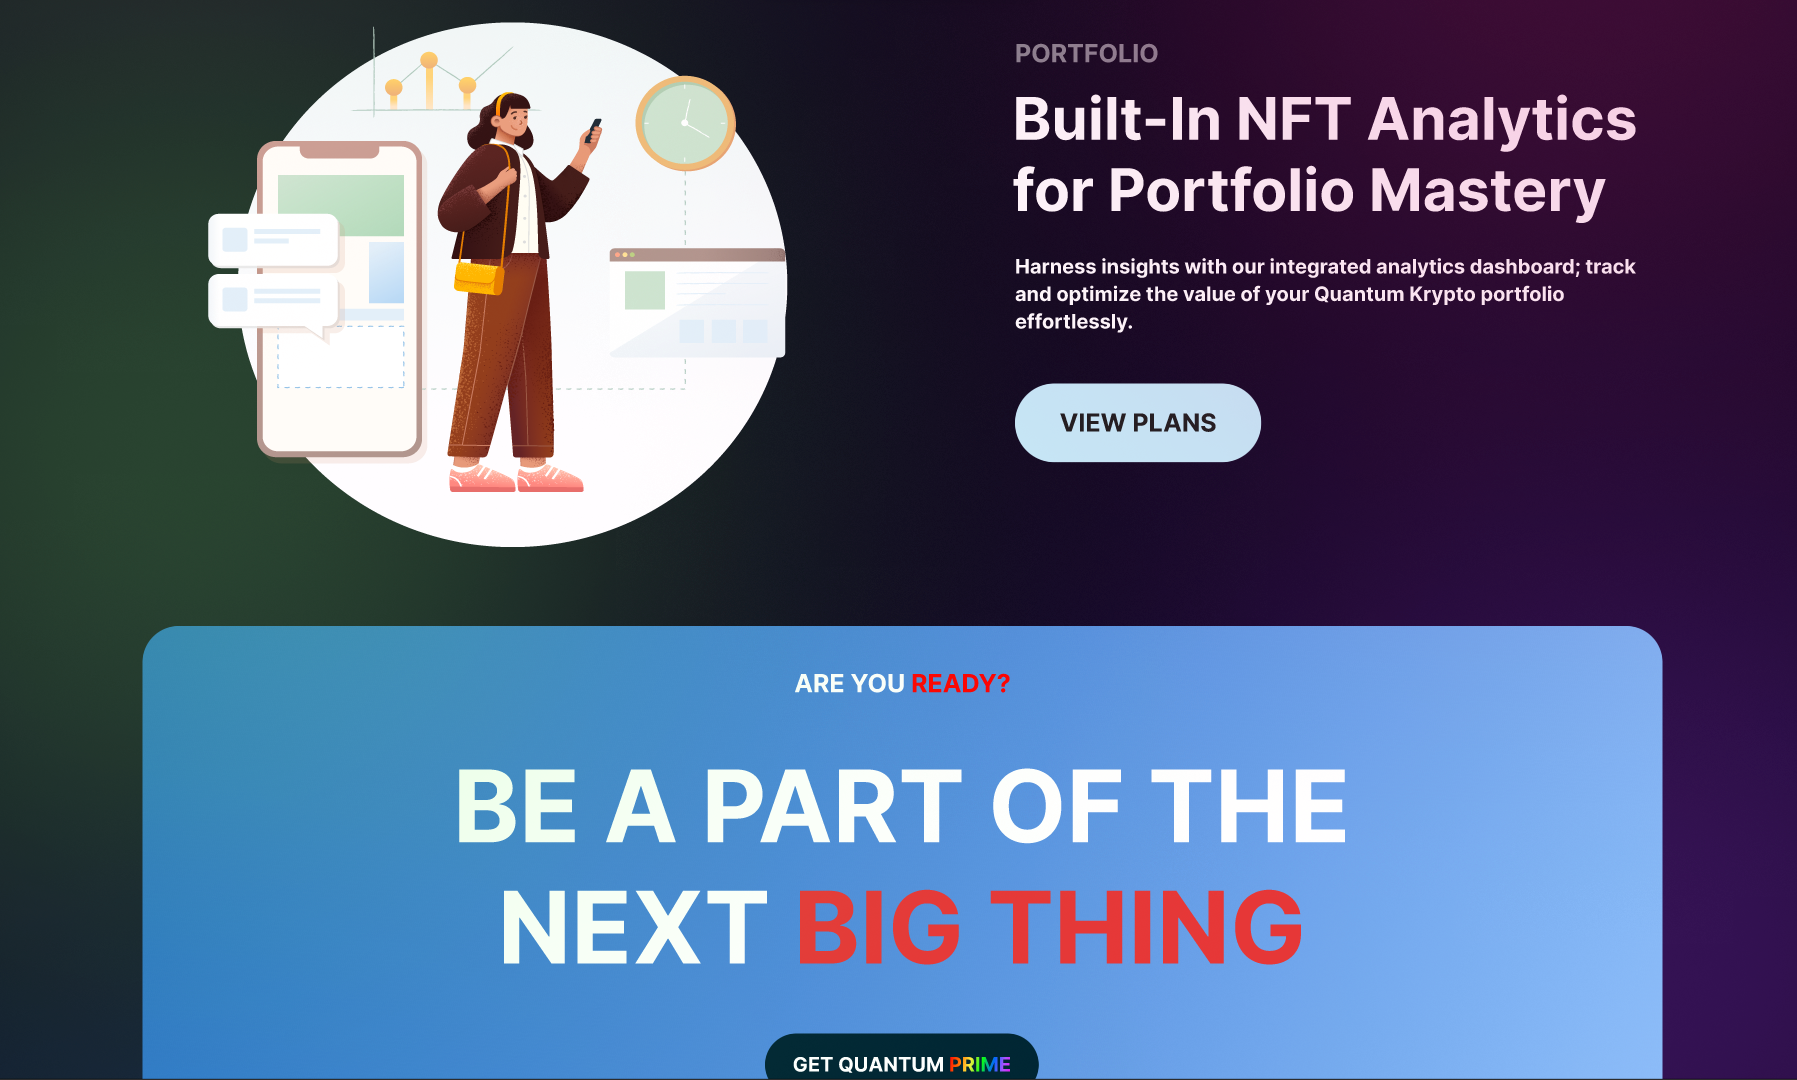 PORTFOLIO
Built-In NFT Analytics
for Portfolio Mastery
Harness insights with our integrated analytics dashboard; track
and optimize the value of your Quantum Krypto portfolio
effortlessly.
VIEW PLANS
ARE YOU READY?
BE A PART OF THE
NEXT BIG THING
GET QUANTUM PRIME